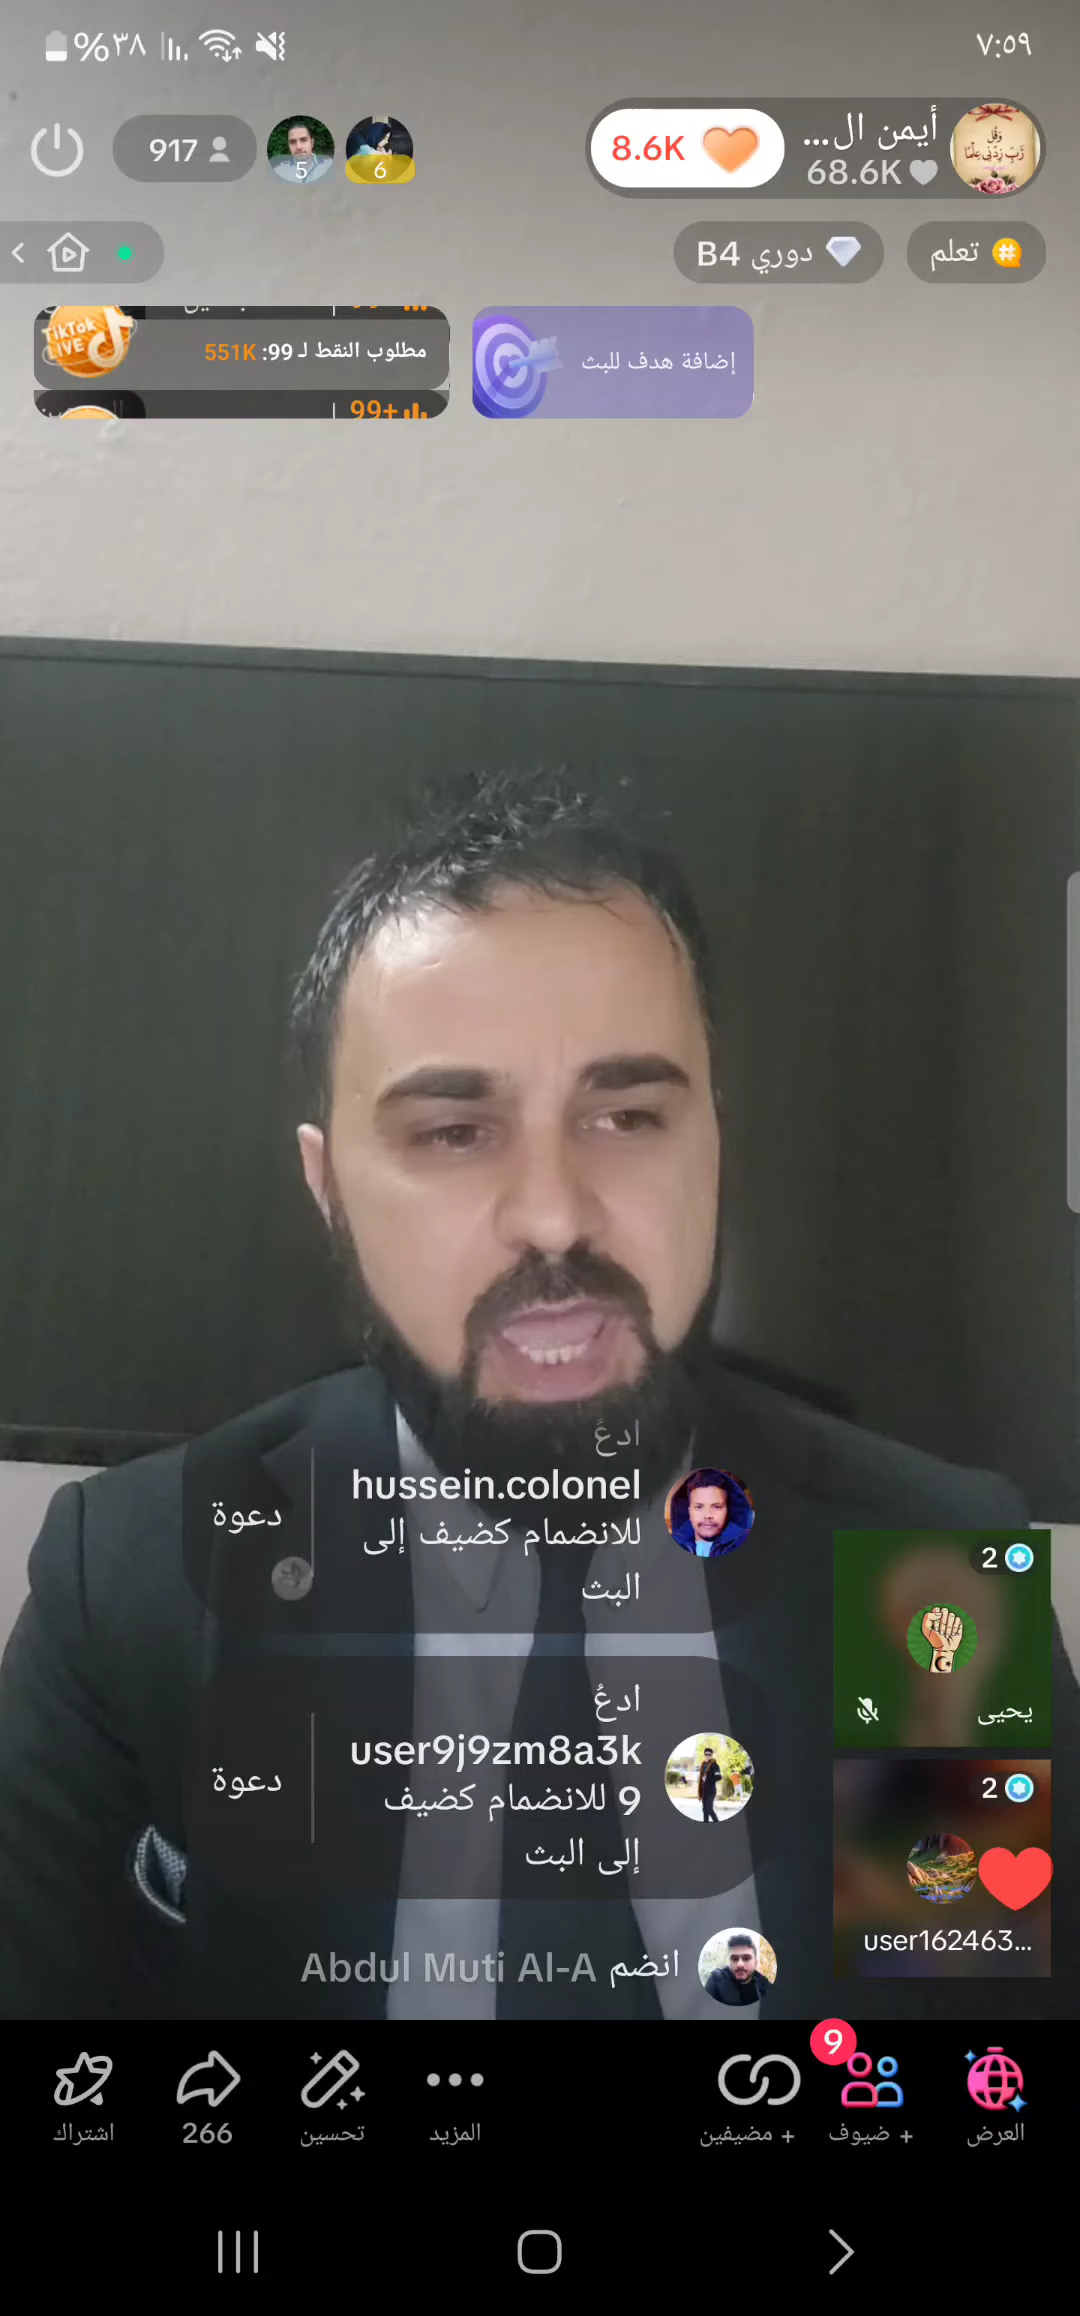 ٧:٥٩
%٣٨
أيمن ال...
68.6K
8.6K
6
5
917
وَقُل
رَّبِّ زِدْنِي عِلْمًا
تعلم
دوري B4
إضافة هدف للبث
99+
TikTok
LIVE
مطلوب النقط لـ 99: 551K
99+ |
ادعُ
hussein.colonel
للانضمام كضيف إلى
البث
دعوة
ادعُ
user9j9zm8a3k
9 للانضمام كضيف
إلى البث
دعوة
Abdul Muti Al-A انضم
2
يحيى
2
user162463...
العرض
9
+ ضيوف
+ مضيفين
المزيد
تحسين
266
اشتراك